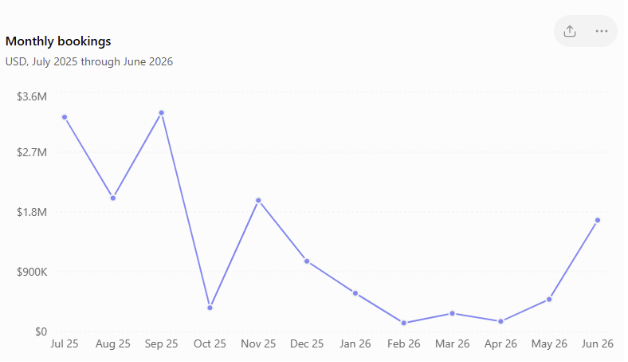 Monthly bookings
USD, July 2025 through June 2026
$3.6M
$2.7M
$1.8M
$900K
$0
Jul 25 Aug 25 Sep 25 Oct 25 Nov 25 Dec 25 Jan 26 Feb 26 Mar 26 Apr 26 May 26 Jun 26